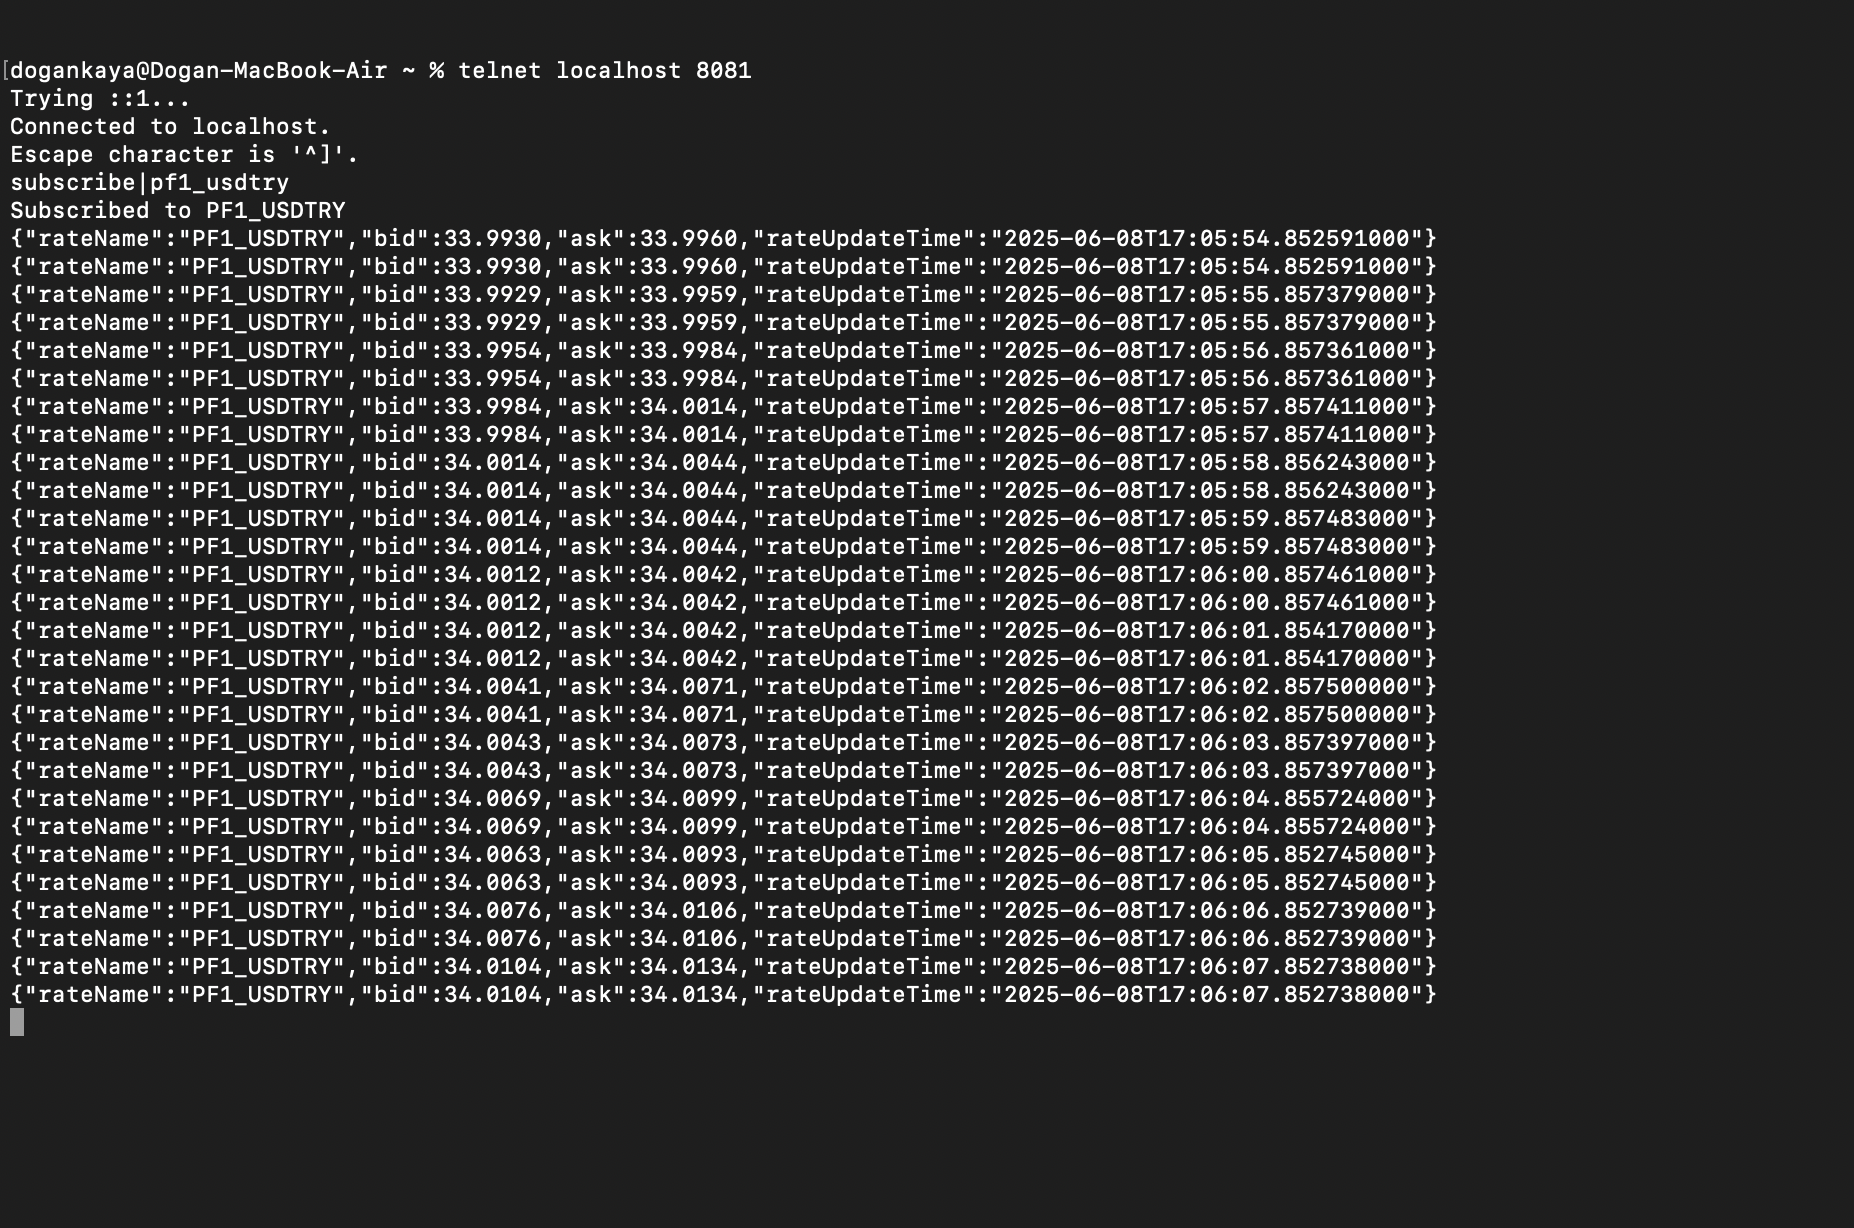 [dogankaya@Dogan-MacBook-Air ~ % telnet localhost 8081
Trying ::1...
Connected to localhost.
Escape character is '^]'.
subscribe|pf1_usdtry
Subscribed to PF1_USDTRY
{"rateName":"PF1_USDTRY","bid":33.9930,"ask":33.9960,"rateUpdateTime":"2025-06-08T17:05:54.852591000"}
{"rateName":"PF1_USDTRY","bid":33.9930,"ask":33.9960,"rateUpdateTime":"2025-06-08T17:05:54.852591000"}
{"rateName":"PF1_USDTRY","bid":33.9929,"ask":33.9959,"rateUpdateTime":"2025-06-08T17:05:55.857379000"}
{"rateName":"PF1_USDTRY","bid":33.9929,"ask":33.9959,"rateUpdateTime":"2025-06-08T17:05:55.857379000"}
{"rateName":"PF1_USDTRY","bid":33.9954,"ask":33.9984,"rateUpdateTime":"2025-06-08T17:05:56.857361000"}
{"rateName":"PF1_USDTRY","bid":33.9954,"ask":33.9984,"rateUpdateTime":"2025-06-08T17:05:56.857361000"}
{"rateName":"PF1_USDTRY","bid":33.9984,"ask":34.0014,"rateUpdateTime":"2025-06-08T17:05:57.857411000"}
{"rateName":"PF1_USDTRY","bid":33.9984,"ask":34.0014,"rateUpdateTime":"2025-06-08T17:05:57.857411000"}
{"rateName":"PF1_USDTRY","bid":34.0014,"ask":34.0044,"rateUpdateTime":"2025-06-08T17:05:58.856243000"}
{"rateName":"PF1_USDTRY","bid":34.0014,"ask":34.0044,"rateUpdateTime":"2025-06-08T17:05:58.856243000"}
{"rateName":"PF1_USDTRY","bid":34.0014,"ask":34.0044,"rateUpdateTime":"2025-06-08T17:05:59.857483000"}
{"rateName":"PF1_USDTRY","bid":34.0014,"ask":34.0044,"rateUpdateTime":"2025-06-08T17:05:59.857483000"}
{"rateName":"PF1_USDTRY","bid":34.0012,"ask":34.0042,"rateUpdateTime":"2025-06-08T17:06:00.857461000"}
{"rateName":"PF1_USDTRY","bid":34.0012,"ask":34.0042,"rateUpdateTime":"2025-06-08T17:06:00.857461000"}
{"rateName":"PF1_USDTRY","bid":34.0012,"ask":34.0042,"rateUpdateTime":"2025-06-08T17:06:01.854170000"}
{"rateName":"PF1_USDTRY","bid":34.0012,"ask":34.0042,"rateUpdateTime":"2025-06-08T17:06:01.854170000"}
{"rateName":"PF1_USDTRY","bid":34.0041,"ask":34.0071,"rateUpdateTime":"2025-06-08T17:06:02.857500000"}
{"rateName":"PF1_USDTRY","bid":34.0041,"ask":34.0071,"rateUpdateTime":"2025-06-08T17:06:02.857500000"}
{"rateName":"PF1_USDTRY","bid":34.0043,"ask":34.0073,"rateUpdateTime":"2025-06-08T17:06:03.857397000"}
{"rateName":"PF1_USDTRY","bid":34.0043,"ask":34.0073,"rateUpdateTime":"2025-06-08T17:06:03.857397000"}
{"rateName":"PF1_USDTRY","bid":34.0069,"ask":34.0099,"rateUpdateTime":"2025-06-08T17:06:04.855724000"}
{"rateName":"PF1_USDTRY","bid":34.0069,"ask":34.0099,"rateUpdateTime":"2025-06-08T17:06:04.855724000"}
{"rateName":"PF1_USDTRY","bid":34.0063,"ask":34.0093,"rateUpdateTime":"2025-06-08T17:06:05.852745000"}
{"rateName":"PF1_USDTRY","bid":34.0063,"ask":34.0093,"rateUpdateTime":"2025-06-08T17:06:05.852745000"}
{"rateName":"PF1_USDTRY","bid":34.0076,"ask":34.0106,"rateUpdateTime":"2025-06-08T17:06:06.852739000"}
{"rateName":"PF1_USDTRY","bid":34.0076,"ask":34.0106,"rateUpdateTime":"2025-06-08T17:06:06.852739000"}
{"rateName":"PF1_USDTRY","bid":34.0104,"ask":34.0134,"rateUpdateTime":"2025-06-08T17:06:07.852738000"}
{"rateName":"PF1_USDTRY","bid":34.0104,"ask":34.0134,"rateUpdateTime":"2025-06-08T17:06:07.852738000"}